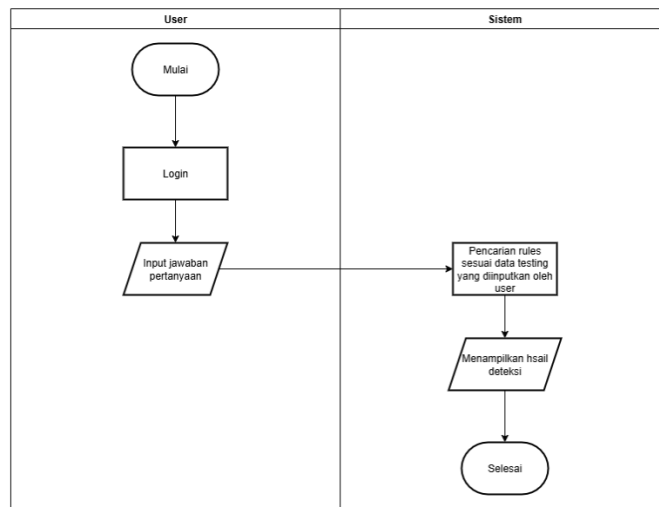 User
Sistem
Mulai
Login
Input jawaban
pertanyaan
Pencarian rules
sesuai data testing
yang diinputkan oleh
user
Menampilkan hsail
deteksi
Selesai